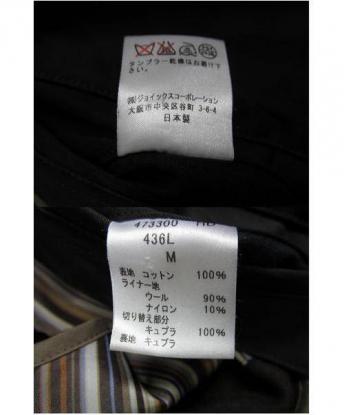 タンブラー乾燥はお避け下
さい。
㈱ジョイックスコーポレーション
大阪市中央区谷町 3-6-4
日本製
473300
436L
M
表地 コットン 100%
ライナー地
ウール 90%
ナイロン 10%
切り替え部分
キュプラ 100%
裏地 キュプラ